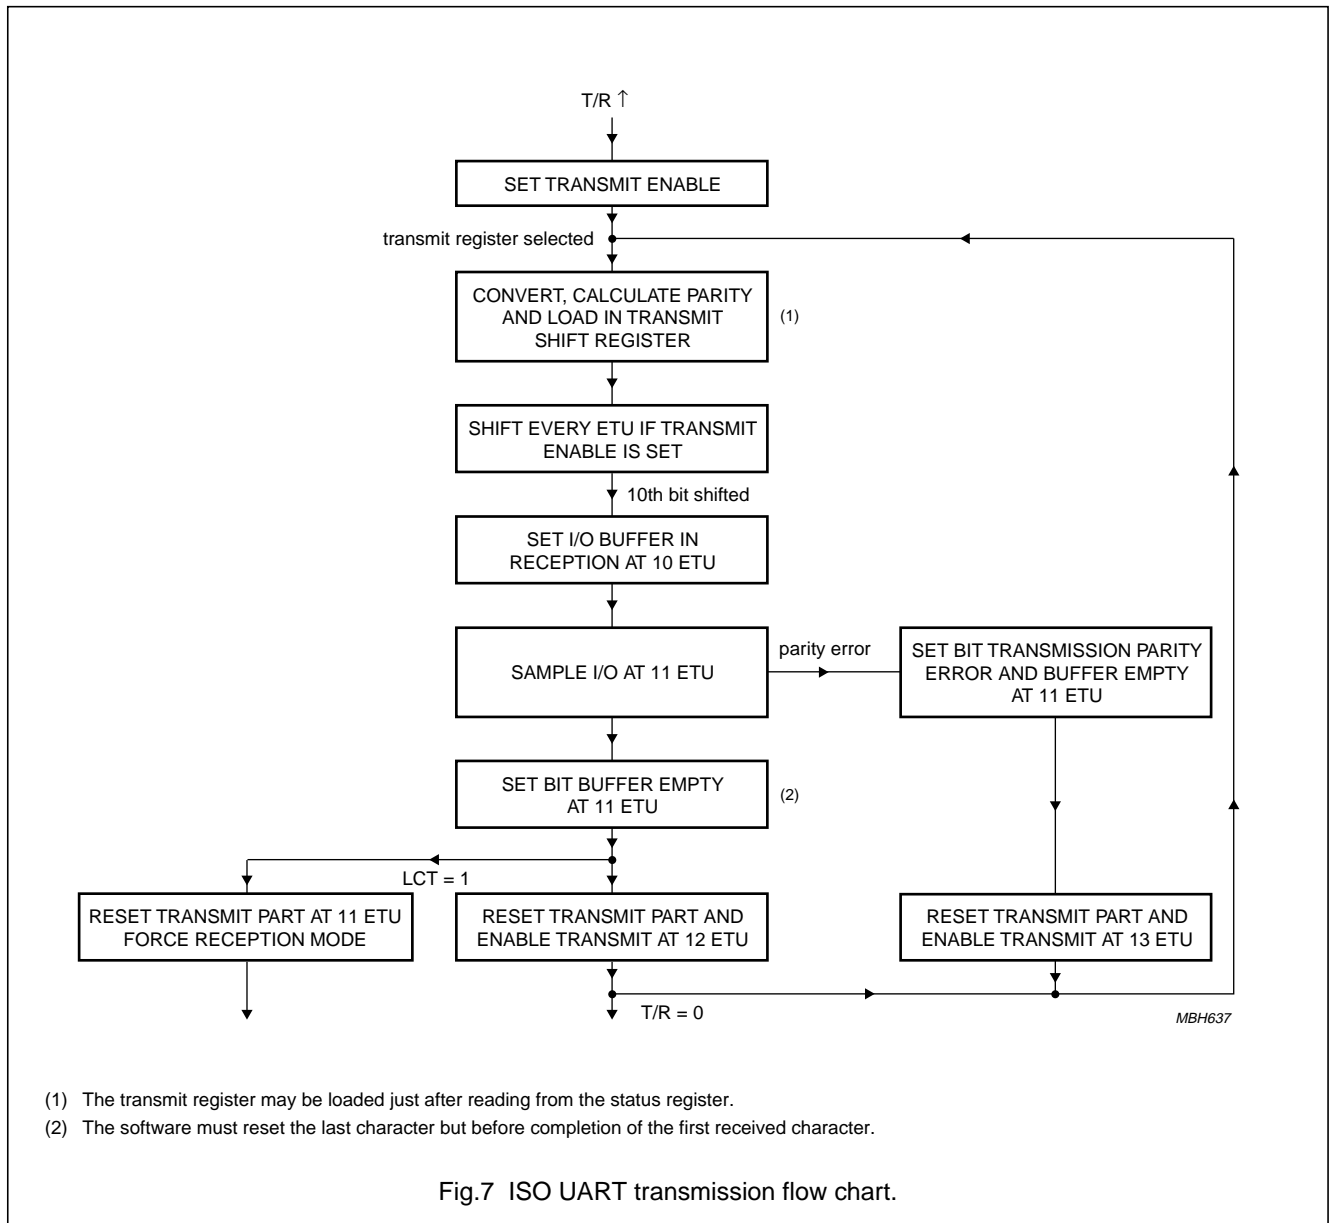 T/R ↑
SET TRANSMIT ENABLE
transmit register selected
CONVERT, CALCULATE PARITY
AND LOAD IN TRANSMIT
SHIFT REGISTER
(1)
SHIFT EVERY ETU IF TRANSMIT
ENABLE IS SET
10th bit shifted
SET I/O BUFFER IN
RECEPTION AT 10 ETU
SAMPLE I/O AT 11 ETU
parity error
SET BIT TRANSMISSION PARITY
ERROR AND BUFFER EMPTY
AT 11 ETU
SET BIT BUFFER EMPTY
AT 11 ETU
(2)
LCT = 1
RESET TRANSMIT PART AT 11 ETU
FORCE RECEPTION MODE
RESET TRANSMIT PART AND
ENABLE TRANSMIT AT 12 ETU
RESET TRANSMIT PART AND
ENABLE TRANSMIT AT 13 ETU
T/R = 0
MBH637
(1) The transmit register may be loaded just after reading from the status register.
(2) The software must reset the last character but before completion of the first received character.
Fig.7 ISO UART transmission flow chart.